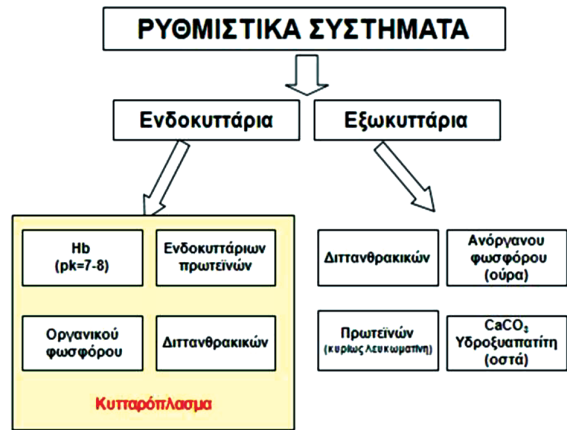 ΡΥΘΜΙΣΤΙΚΑ ΣΥΣΤΗΜΑΤΑ
Ενδοκυττάρια
Εξωκυττάρια
Hb
(pk=7-8)
Ενδοκυττάριων
πρωτεϊνών
Οργανικού
φωσφόρου
Διττανθρακικών
Κυτταρόπλασμα
Διττανθρακικών
Ανόργανου
φωσφόρου
(ούρα)
Πρωτεϊνών
(κυρίως λευκωματίνη)
CaCO₃
Υδροξυαπατίτη
(οστά)